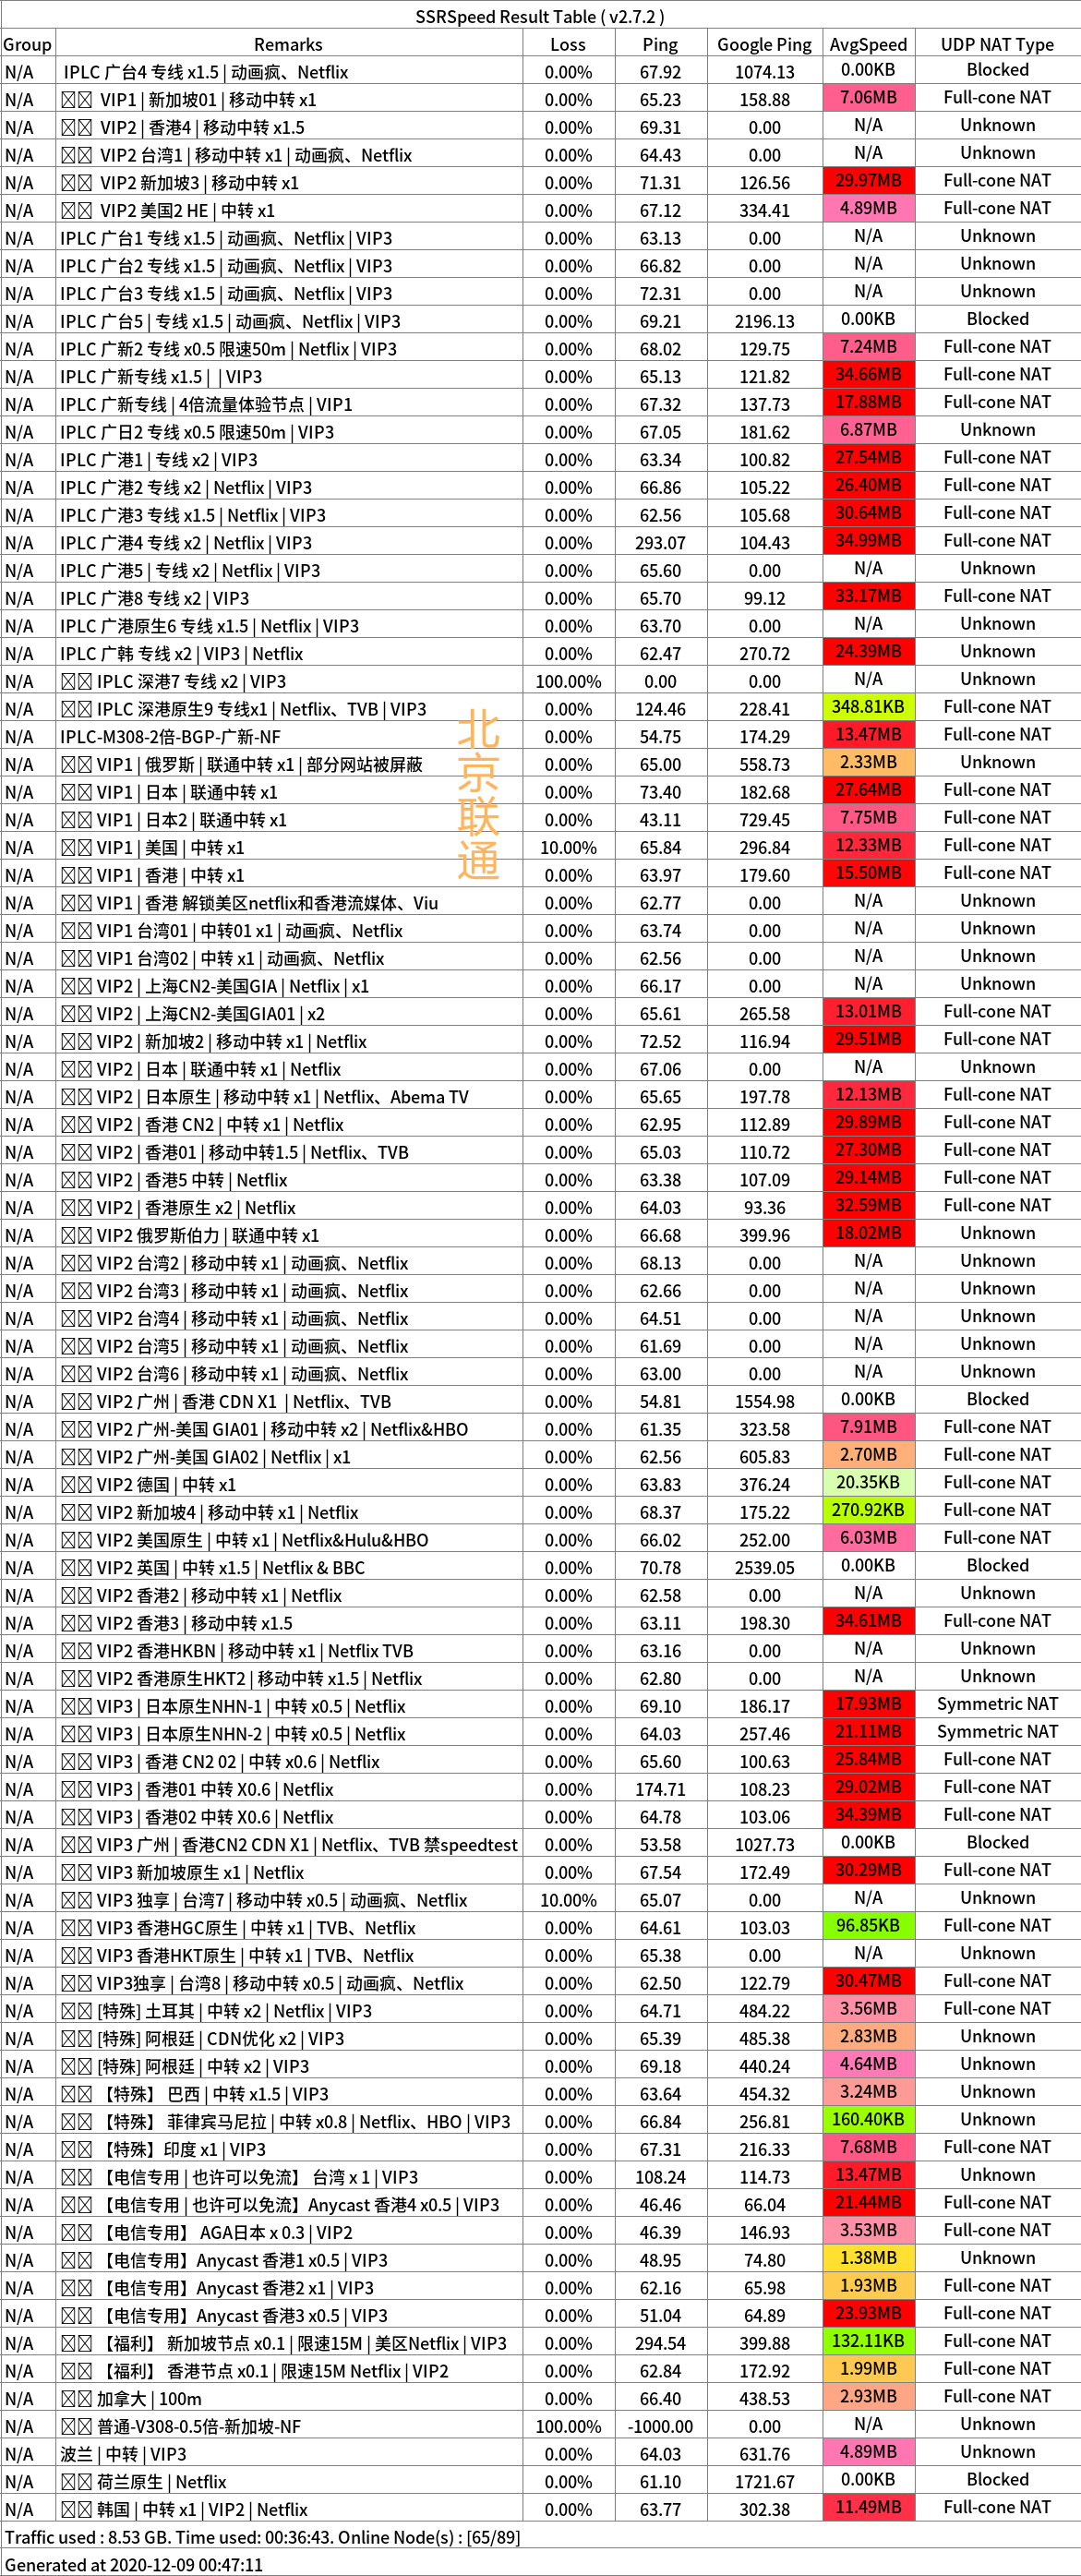 SSRSpeed Result Table ( v2.7.2 )
Group Remarks Loss Ping Google Ping AvgSpeed UDP NAT Type
N/A IPLC 广台4 专线 x1.5 | 动画疯、Netflix 0.00% 67.92 1074.13 0.00KB Blocked
N/A VIP1 | 新加坡01 | 移动中转 x1 0.00% 65.23 158.88 7.06MB Full-cone NAT
N/A VIP2 | 香港4 | 移动中转 x1.5 0.00% 69.31 0.00 N/A Unknown
N/A VIP2 台湾1 | 移动中转 x1 | 动画疯、Netflix 0.00% 64.43 0.00 N/A Unknown
N/A VIP2 新加坡3 | 移动中转 x1 0.00% 71.31 126.56 29.97MB Full-cone NAT
N/A VIP2 美国2 HE | 中转 x1 0.00% 67.12 334.41 4.89MB Full-cone NAT
N/A IPLC 广台1 专线 x1.5 | 动画疯、Netflix | VIP3 0.00% 63.13 0.00 N/A Unknown
N/A IPLC 广台2 专线 x1.5 | 动画疯、Netflix | VIP3 0.00% 66.82 0.00 N/A Unknown
N/A IPLC 广台3 专线 x1.5 | 动画疯、Netflix | VIP3 0.00% 72.31 0.00 N/A Unknown
N/A IPLC 广台5 | 专线 x1.5 | 动画疯、Netflix | VIP3 0.00% 69.21 2196.13 0.00KB Blocked
N/A IPLC 广新2 专线 x0.5 限速50m | Netflix | VIP3 0.00% 68.02 129.75 7.24MB Full-cone NAT
N/A IPLC 广新专线 x1.5 | | VIP3 0.00% 65.13 121.82 34.66MB Full-cone NAT
N/A IPLC 广新专线 | 4倍流量体验节点 | VIP1 0.00% 67.32 137.73 17.88MB Full-cone NAT
N/A IPLC 广日2 专线 x0.5 限速50m | VIP3 0.00% 67.05 181.62 6.87MB Unknown
N/A IPLC 广港1 | 专线 x2 | VIP3 0.00% 63.34 100.82 27.54MB Full-cone NAT
N/A IPLC 广港2 专线 x2 | Netflix | VIP3 0.00% 66.86 105.22 26.40MB Full-cone NAT
N/A IPLC 广港3 专线 x1.5 | Netflix | VIP3 0.00% 62.56 105.68 30.64MB Full-cone NAT
N/A IPLC 广港4 专线 x2 | Netflix | VIP3 0.00% 293.07 104.43 34.99MB Full-cone NAT
N/A IPLC 广港5 | 专线 x2 | Netflix | VIP3 0.00% 65.60 0.00 N/A Unknown
N/A IPLC 广港8 专线 x2 | VIP3 0.00% 65.70 99.12 33.17MB Full-cone NAT
N/A IPLC 广港原生6 专线 x1.5 | Netflix | VIP3 0.00% 63.70 0.00 N/A Unknown
N/A IPLC 广韩 专线 x2 | VIP3 | Netflix 0.00% 62.47 270.72 24.39MB Unknown
N/A IPLC 深港7 专线 x2 | VIP3 100.00% 0.00 0.00 N/A Unknown
N/A IPLC 深港原生9 专线x1 | Netflix、TVB | VIP3 0.00% 124.46 228.41 348.81KB Full-cone NAT
N/A IPLC-M308-2倍-BGP-广新-NF 0.00% 54.75 174.29 13.47MB Full-cone NAT
N/A VIP1 | 俄罗斯 | 联通中转 x1 | 部分网站被屏蔽 0.00% 65.00 558.73 2.33MB Unknown
N/A VIP1 | 日本 | 联通中转 x1 0.00% 73.40 182.68 27.64MB Full-cone NAT
N/A VIP1 | 日本2 | 联通中转 x1 0.00% 43.11 729.45 7.75MB Full-cone NAT
N/A VIP1 | 美国 | 中转 x1 10.00% 65.84 296.84 12.33MB Full-cone NAT
N/A VIP1 | 香港 | 中转 x1 0.00% 63.97 179.60 15.50MB Full-cone NAT
北京联通
N/A VIP1 | 香港 解锁美区netflix和香港流媒体、Viu 0.00% 62.77 0.00 N/A Unknown
N/A VIP1 台湾01 | 中转01 x1 | 动画疯、Netflix 0.00% 63.74 0.00 N/A Unknown
N/A VIP1 台湾02 | 中转 x1 | 动画疯、Netflix 0.00% 62.56 0.00 N/A Unknown
N/A VIP2 | 上海CN2-美国GIA | Netflix | x1 0.00% 66.17 0.00 N/A Unknown
N/A VIP2 | 上海CN2-美国GIA01 | x2 0.00% 65.61 265.58 13.01MB Full-cone NAT
N/A VIP2 | 新加坡2 | 移动中转 x1 | Netflix 0.00% 72.52 116.94 29.51MB Full-cone NAT
N/A VIP2 | 日本 | 联通中转 x1 | Netflix 0.00% 67.06 0.00 N/A Unknown
N/A VIP2 | 日本原生 | 移动中转 x1 | Netflix、Abema TV 0.00% 65.65 197.78 12.13MB Full-cone NAT
N/A VIP2 | 香港 CN2 | 中转 x1 | Netflix 0.00% 62.95 112.89 29.89MB Full-cone NAT
N/A VIP2 | 香港01 | 移动中转1.5 | Netflix、TVB 0.00% 65.03 110.72 27.30MB Full-cone NAT
N/A VIP2 | 香港5 中转 | Netflix 0.00% 63.38 107.09 29.14MB Full-cone NAT
N/A VIP2 | 香港原生 x2 | Netflix 0.00% 64.03 93.36 32.59MB Full-cone NAT
N/A VIP2 俄罗斯伯力 | 联通中转 x1 0.00% 66.68 399.96 18.02MB Unknown
N/A VIP2 台湾2 | 移动中转 x1 | 动画疯、Netflix 0.00% 68.13 0.00 N/A Unknown
N/A VIP2 台湾3 | 移动中转 x1 | 动画疯、Netflix 0.00% 62.66 0.00 N/A Unknown
N/A VIP2 台湾4 | 移动中转 x1 | 动画疯、Netflix 0.00% 64.51 0.00 N/A Unknown
N/A VIP2 台湾5 | 移动中转 x1 | 动画疯、Netflix 0.00% 61.69 0.00 N/A Unknown
N/A VIP2 台湾6 | 移动中转 x1 | 动画疯、Netflix 0.00% 63.00 0.00 N/A Unknown
N/A VIP2 广州 | 香港 CDN X1 | Netflix、TVB 0.00% 54.81 1554.98 0.00KB Blocked
N/A VIP2 广州-美国 GIA01 | 移动中转 x2 | Netflix&HBO 0.00% 61.35 323.58 7.91MB Full-cone NAT
N/A VIP2 广州-美国 GIA02 | Netflix | x1 0.00% 62.56 605.83 2.70MB Full-cone NAT
N/A VIP2 德国 | 中转 x1 0.00% 63.83 376.24 20.35KB Full-cone NAT
N/A VIP2 新加坡4 | 移动中转 x1 | Netflix 0.00% 68.37 175.22 270.92KB Full-cone NAT
N/A VIP2 美国原生 | 中转 x1 | Netflix&Hulu&HBO 0.00% 66.02 252.00 6.03MB Full-cone NAT
N/A VIP2 英国 | 中转 x1.5 | Netflix & BBC 0.00% 70.78 2539.05 0.00KB Blocked
N/A VIP2 香港2 | 移动中转 x1 | Netflix 0.00% 62.58 0.00 N/A Unknown
N/A VIP2 香港3 | 移动中转 x1.5 0.00% 63.11 198.30 34.61MB Full-cone NAT
N/A VIP2 香港HKBN | 移动中转 x1 | Netflix TVB 0.00% 63.16 0.00 N/A Unknown
N/A VIP2 香港原生HKT2 | 移动中转 x1.5 | Netflix 0.00% 62.80 0.00 N/A Unknown
N/A VIP3 | 日本原生NHN-1 | 中转 x0.5 | Netflix 0.00% 69.10 186.17 17.93MB Symmetric NAT
N/A VIP3 | 日本原生NHN-2 | 中转 x0.5 | Netflix 0.00% 64.03 257.46 21.11MB Symmetric NAT
N/A VIP3 | 香港 CN2 02 | 中转 x0.6 | Netflix 0.00% 65.60 100.63 25.84MB Full-cone NAT
N/A VIP3 | 香港01 中转 X0.6 | Netflix 0.00% 174.71 108.23 29.02MB Full-cone NAT
N/A VIP3 | 香港02 中转 X0.6 | Netflix 0.00% 64.78 103.06 34.39MB Full-cone NAT
N/A VIP3 广州 | 香港CN2 CDN X1 | Netflix、TVB 禁speedtest 0.00% 53.58 1027.73 0.00KB Blocked
N/A VIP3 新加坡原生 x1 | Netflix 0.00% 67.54 172.49 30.29MB Full-cone NAT
N/A VIP3 独享 | 台湾7 | 移动中转 x0.5 | 动画疯、Netflix 10.00% 65.07 0.00 N/A Unknown
N/A VIP3 香港HGC原生 | 中转 x1 | TVB、Netflix 0.00% 64.61 103.03 96.85KB Full-cone NAT
N/A VIP3 香港HKT原生 | 中转 x1 | TVB、Netflix 0.00% 65.38 0.00 N/A Unknown
N/A VIP3独享 | 台湾8 | 移动中转 x0.5 | 动画疯、Netflix 0.00% 62.50 122.79 30.47MB Full-cone NAT
N/A [特殊] 土耳其 | 中转 x2 | Netflix | VIP3 0.00% 64.71 484.22 3.56MB Full-cone NAT
N/A [特殊] 阿根廷 | CDN优化 x2 | VIP3 0.00% 65.39 485.38 2.83MB Unknown
N/A [特殊] 阿根廷 | 中转 x2 | VIP3 0.00% 69.18 440.24 4.64MB Unknown
N/A 【特殊】 巴西 | 中转 x1.5 | VIP3 0.00% 63.64 454.32 3.24MB Unknown
N/A 【特殊】 菲律宾马尼拉 | 中转 x0.8 | Netflix、HBO | VIP3 0.00% 66.84 256.81 160.40KB Unknown
N/A 【特殊】印度 x1 | VIP3 0.00% 67.31 216.33 7.68MB Full-cone NAT
N/A 【电信专用 | 也许可以免流】 台湾 x 1 | VIP3 0.00% 108.24 114.73 13.47MB Unknown
N/A 【电信专用 | 也许可以免流】Anycast 香港4 x0.5 | VIP3 0.00% 46.46 66.04 21.44MB Full-cone NAT
N/A 【电信专用】 AGA日本 x 0.3 | VIP2 0.00% 46.39 146.93 3.53MB Full-cone NAT
N/A 【电信专用】Anycast 香港1 x0.5 | VIP3 0.00% 48.95 74.80 1.38MB Unknown
N/A 【电信专用】Anycast 香港2 x1 | VIP3 0.00% 62.16 65.98 1.93MB Full-cone NAT
N/A 【电信专用】Anycast 香港3 x0.5 | VIP3 0.00% 51.04 64.89 23.93MB Full-cone NAT
N/A 【福利】 新加坡节点 x0.1 | 限速15M | 美区Netflix | VIP3 0.00% 294.54 399.88 132.11KB Full-cone NAT
N/A 【福利】 香港节点 x0.1 | 限速15M Netflix | VIP2 0.00% 62.84 172.92 1.99MB Full-cone NAT
N/A 加拿大 | 100m 0.00% 66.40 438.53 2.93MB Full-cone NAT
N/A 普通-V308-0.5倍-新加坡-NF 100.00% -1000.00 0.00 N/A Unknown
N/A 波兰 | 中转 | VIP3 0.00% 64.03 631.76 4.89MB Unknown
N/A 荷兰原生 | Netflix 0.00% 61.10 1721.67 0.00KB Blocked
N/A 韩国 | 中转 x1 | VIP2 | Netflix 0.00% 63.77 302.38 11.49MB Full-cone NAT
Traffic used : 8.53 GB. Time used: 00:36:43. Online Node(s) : [65/89]
Generated at 2020-12-09 00:47:11